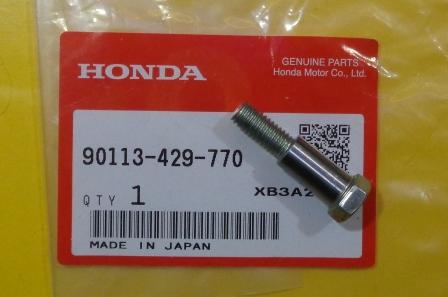 HONDA
GENUINE PARTS
Honda Motor Co., Ltd.
90113-429-770
QTY 1
XB3A2
MADE IN JAPAN